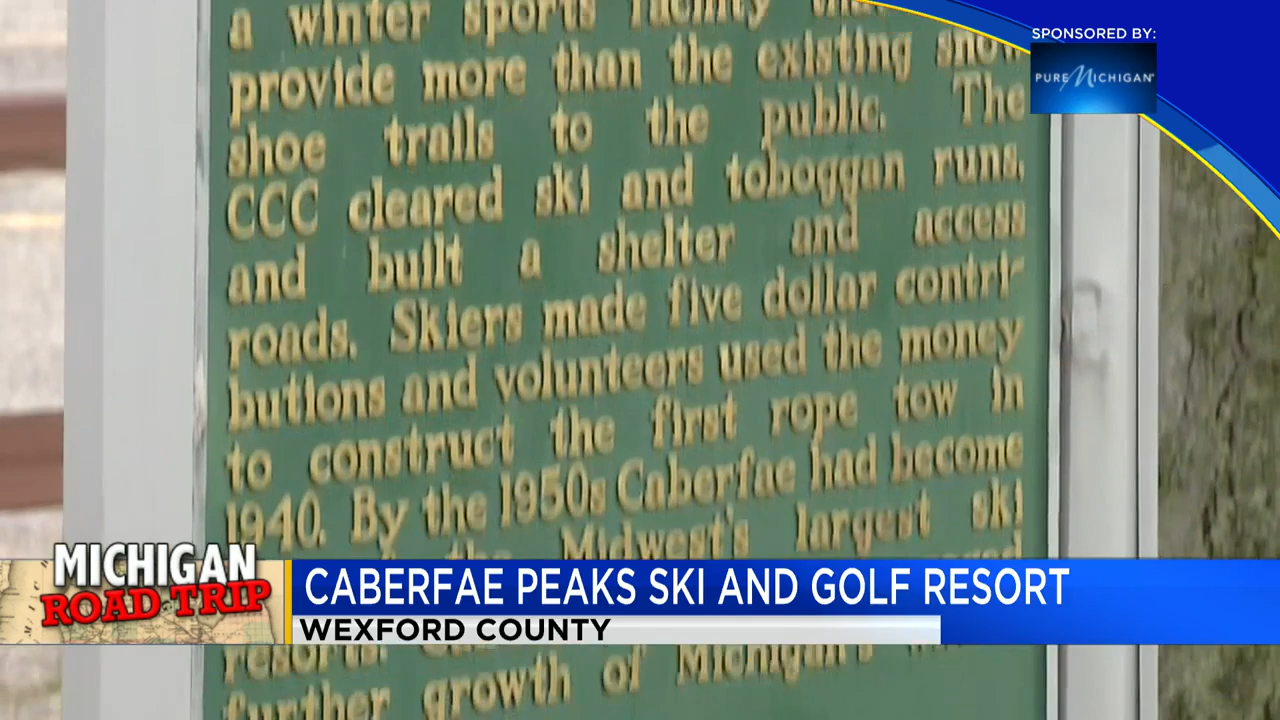 a winter sports facility
provide more than the existing snow
shoe trails to the public. The
CCC cleared ski and toboggan runs,
and built a shelter and access
roads. Skiers made five dollar contri-
butions and volunteers used the money
to construct the first rope tow in
1940. By the 1950s Caberfae had become
the Midwest's largest ski
resorts.
further growth of Michigan's
SPONSORED BY:
PURE MICHIGAN
MICHIGAN
ROAD TRIP
CABERFAE PEAKS SKI AND GOLF RESORT
WEXFORD COUNTY